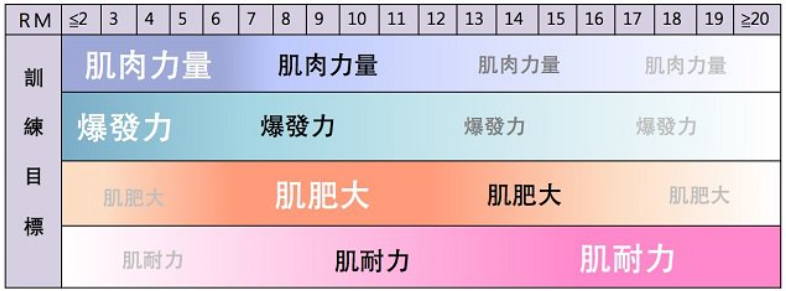 RM ≦2 3 4 5 6 7 8 9 10 11 12 13 14 15 16 17 18 19 ≧20
訓練目標
肌肉力量 肌肉力量 肌肉力量 肌肉力量
爆發力 爆發力 爆發力 爆發力
肌肥大 肌肥大 肌肥大 肌肥大
肌耐力 肌耐力 肌耐力